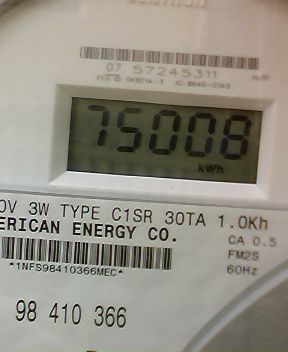 07 57245311
75008
kWh
0V 3W TYPE C1SR 30TA 1.0Kh
ERICAN ENERGY CO.
CA 0.5
*1NFS98410366MEC*
FM2S
60Hz
98 410 366